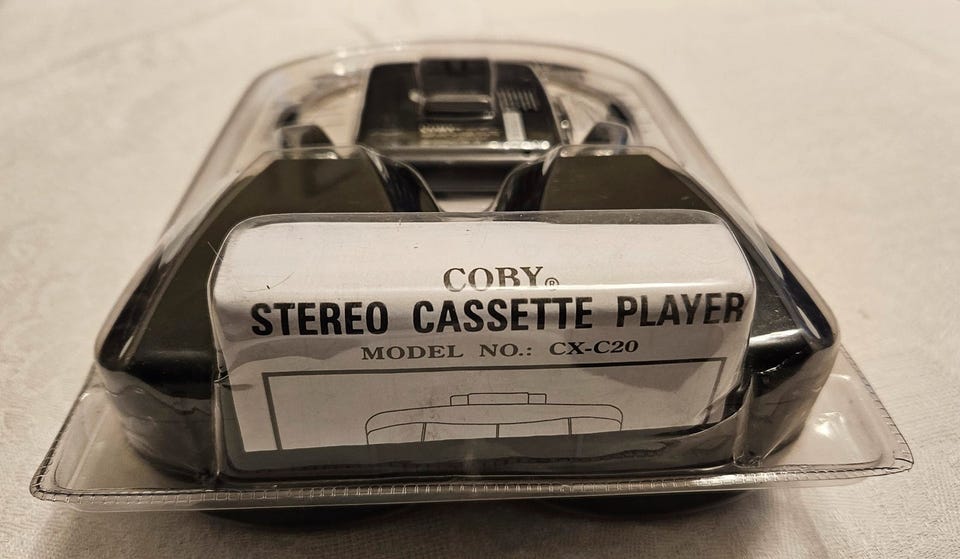 COBY®
STEREO CASSETTE PLAYER
MODEL NO.: CX-C20